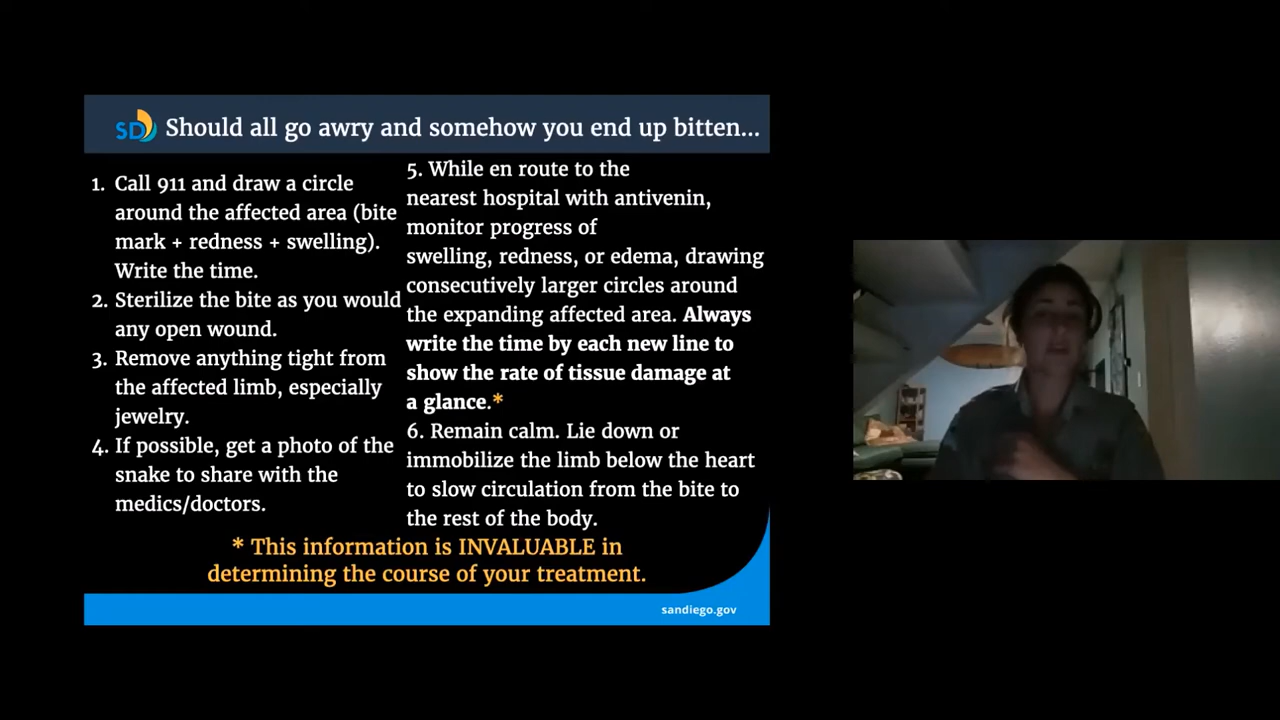 SD Should all go awry and somehow you end up bitten...
1. Call 911 and draw a circle
around the affected area (bite
mark + redness + swelling).
Write the time.
2. Sterilize the bite as you would
any open wound.
3. Remove anything tight from
the affected limb, especially
jewelry.
4. If possible, get a photo of the
snake to share with the
medics/doctors.
5. While en route to the
nearest hospital with antivenin,
monitor progress of
swelling, redness, or edema, drawing
consecutively larger circles around
the expanding affected area. Always
write the time by each new line to
show the rate of tissue damage at
a glance.*
6. Remain calm. Lie down or
immobilize the limb below the heart
to slow circulation from the bite to
the rest of the body.
* This information is INVALUABLE in
determining the course of your treatment.
sandiego.gov